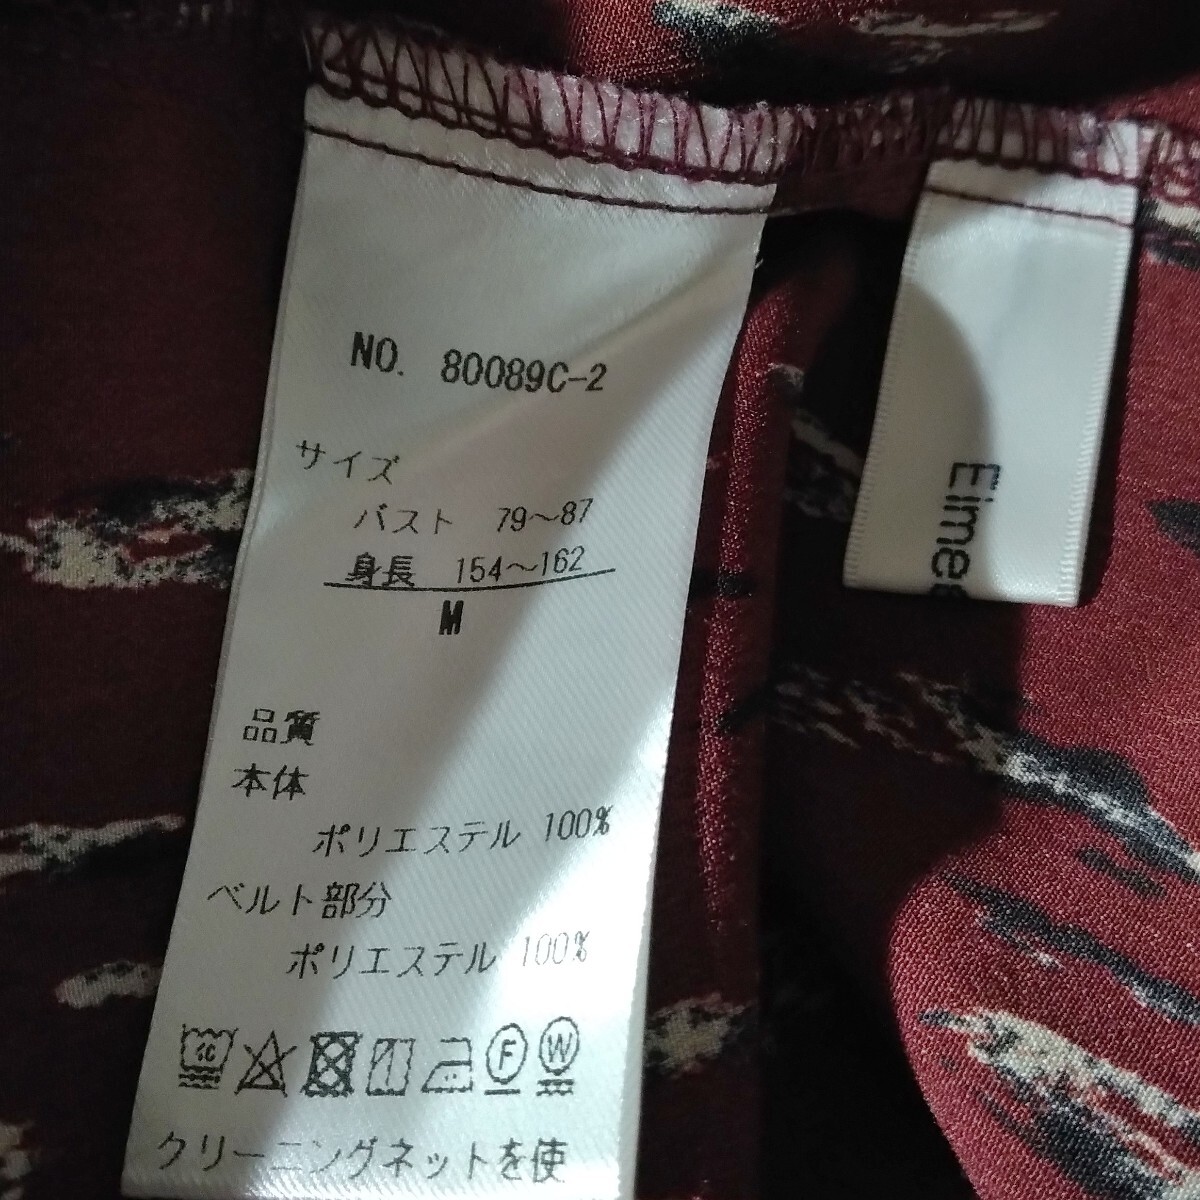 NO. 80089C-2
サイズ
バスト 79〜87
身長 154〜162
M
品質
本体
ポリエステル 100%
ベルト部分
ポリエステル 100%
40 F W
クリーニングネットを使